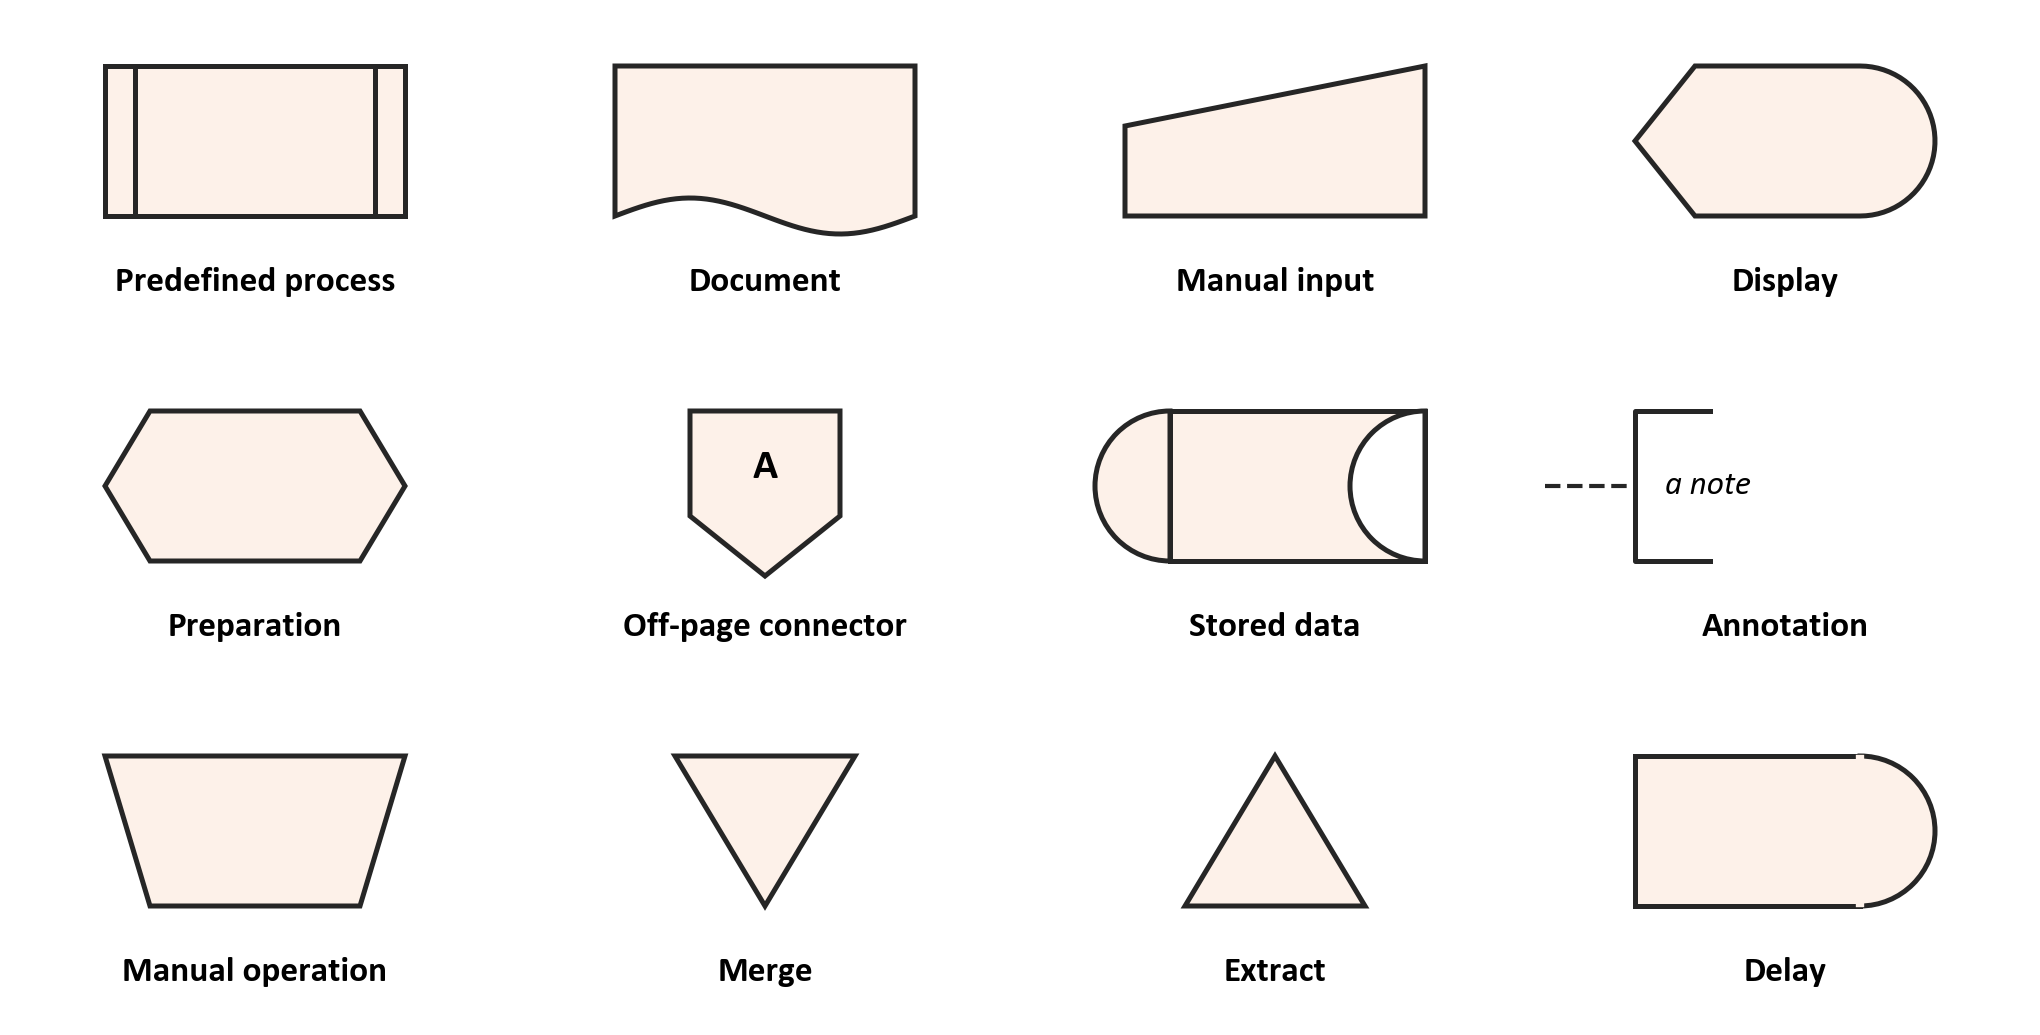 Predefined process
Document
Manual input
Display
A
a note
Preparation
Off-page connector
Stored data
Annotation
Manual operation
Merge
Extract
Delay